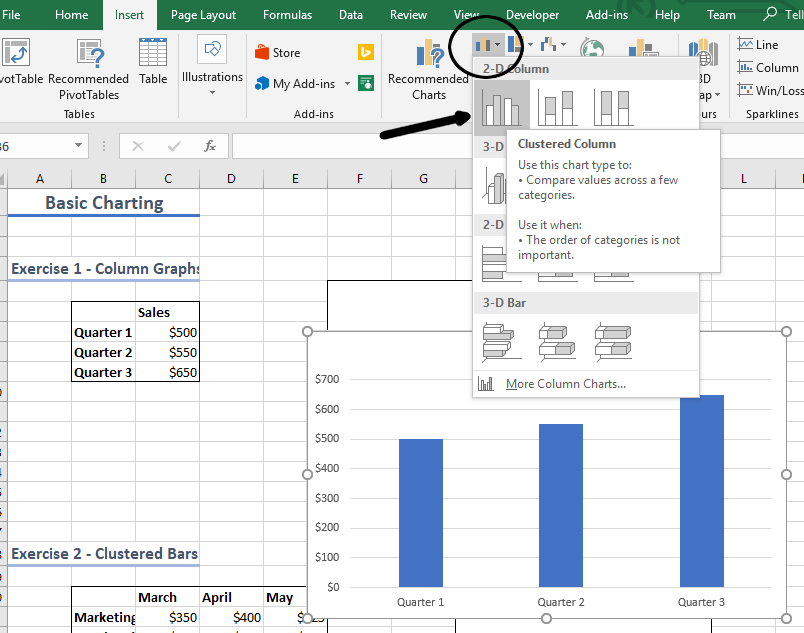 File Home Insert Page Layout Formulas Data Review View Developer Add-ins Help Team Tell
votTable Recommended PivotTables Table Illustrations Store My Add-ins Recommended Charts Line
Column
Win/Loss
Tables Add-ins Sparklines
2-D Column
Clustered Column
Use this chart type to:
• Compare values across a few
categories.
Use it when:
• The order of categories is not
important.
3-D
2-D
3-D Bar
More Column Charts...
fx
A B C D E F G L
Basic Charting
Exercise 1 - Column Graphs
Sales
Quarter 1 $500
Quarter 2 $550
Quarter 3 $650
$700
$600
$500
$400
$300
$200
$100
$0
Quarter 1 Quarter 2 Quarter 3
Exercise 2 - Clustered Bars
March April May
Marketing $350 $400